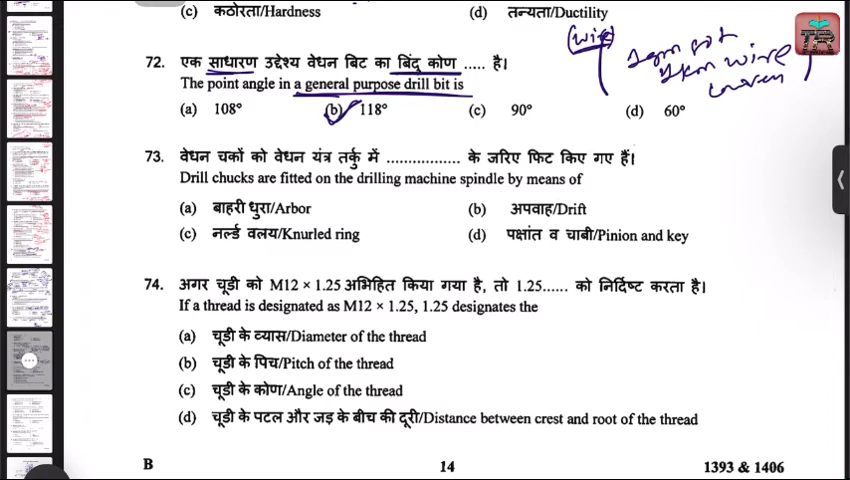 (c) कठोरता/Hardness (d) तन्यता/Ductility
(wire)
72. एक साधारण उद्देश्य वेधन बिट का बिंदु कोण ..... है।
The point angle in a general purpose drill bit is
(a) 108° (b) 118° (c) 90° (d) 60°
73. वेधन चकों को वेधन यंत्र तर्कु में ................. के जरिए फिट किए गए हैं।
Drill chucks are fitted on the drilling machine spindle by means of
(a) बाहरी धुरा/Arbor (b) अपवाह/Drift
(c) नर्ल्ड वलय/Knurled ring (d) पक्षांत व चाबी/Pinion and key
74. अगर चूडी को M12 × 1.25 अभिहित किया गया है, तो 1.25...... को निर्दिष्ट करता है।
If a thread is designated as M12 × 1.25, 1.25 designates the
(a) चूडी के व्यास/Diameter of the thread
(b) चूडी के पिच/Pitch of the thread
(c) चूडी के कोण/Angle of the thread
(d) चूडी के पटल और जड़ के बीच की दूरी/Distance between crest and root of the thread
B 14 1393 & 1406